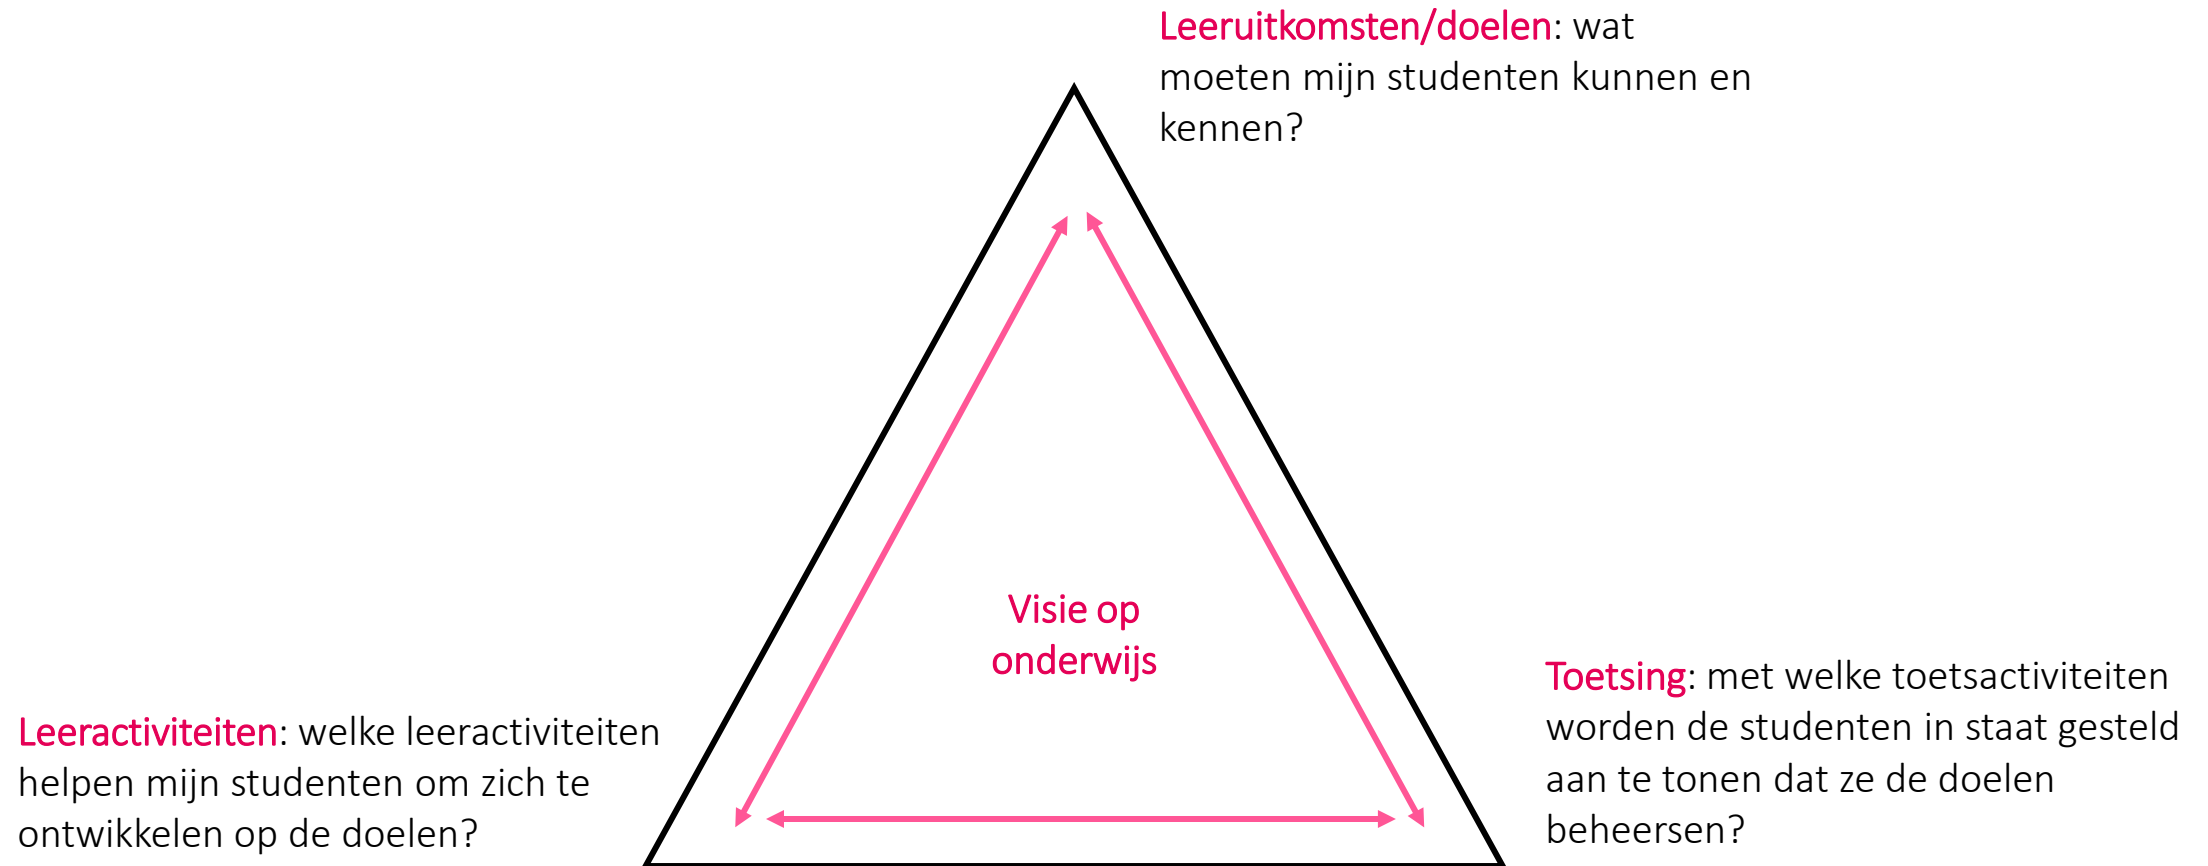 Leeruitkomsten/doelen: wat
moeten mijn studenten kunnen en
kennen?
Visie op
onderwijs
Leeractiviteiten: welke leeractiviteiten
helpen mijn studenten om zich te
ontwikkelen op de doelen?
Toetsing: met welke toetsactiviteiten
worden de studenten in staat gesteld
aan te tonen dat ze de doelen
beheersen?